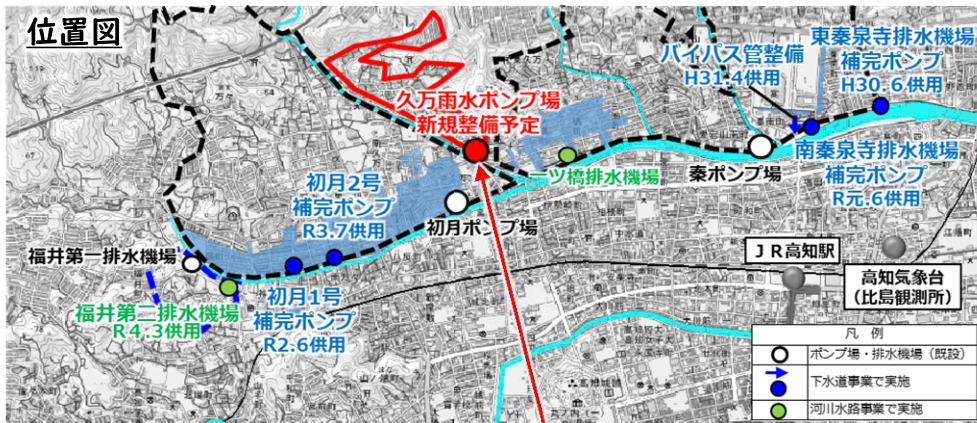 位置図
久万雨水ポンプ場
新規整備予定
バイパス管整備
H31.4供用
東秦泉寺排水機場
補完ポンプ
H30.6供用
南秦泉寺排水機場
補完ポンプ
R元.6供用
一ツ橋排水機場
秦ポンプ場
初月2号
補完ポンプ
R3.7供用
初月ポンプ場
福井第一排水機場
福井第二排水機場
R4.3供用
初月1号
補完ポンプ
R2.6供用
JR高知駅
高知気象台
(比島観測所)
凡 例
ポンプ場・排水機場(既設)
下水道事業で実施
河川水路事業で実施